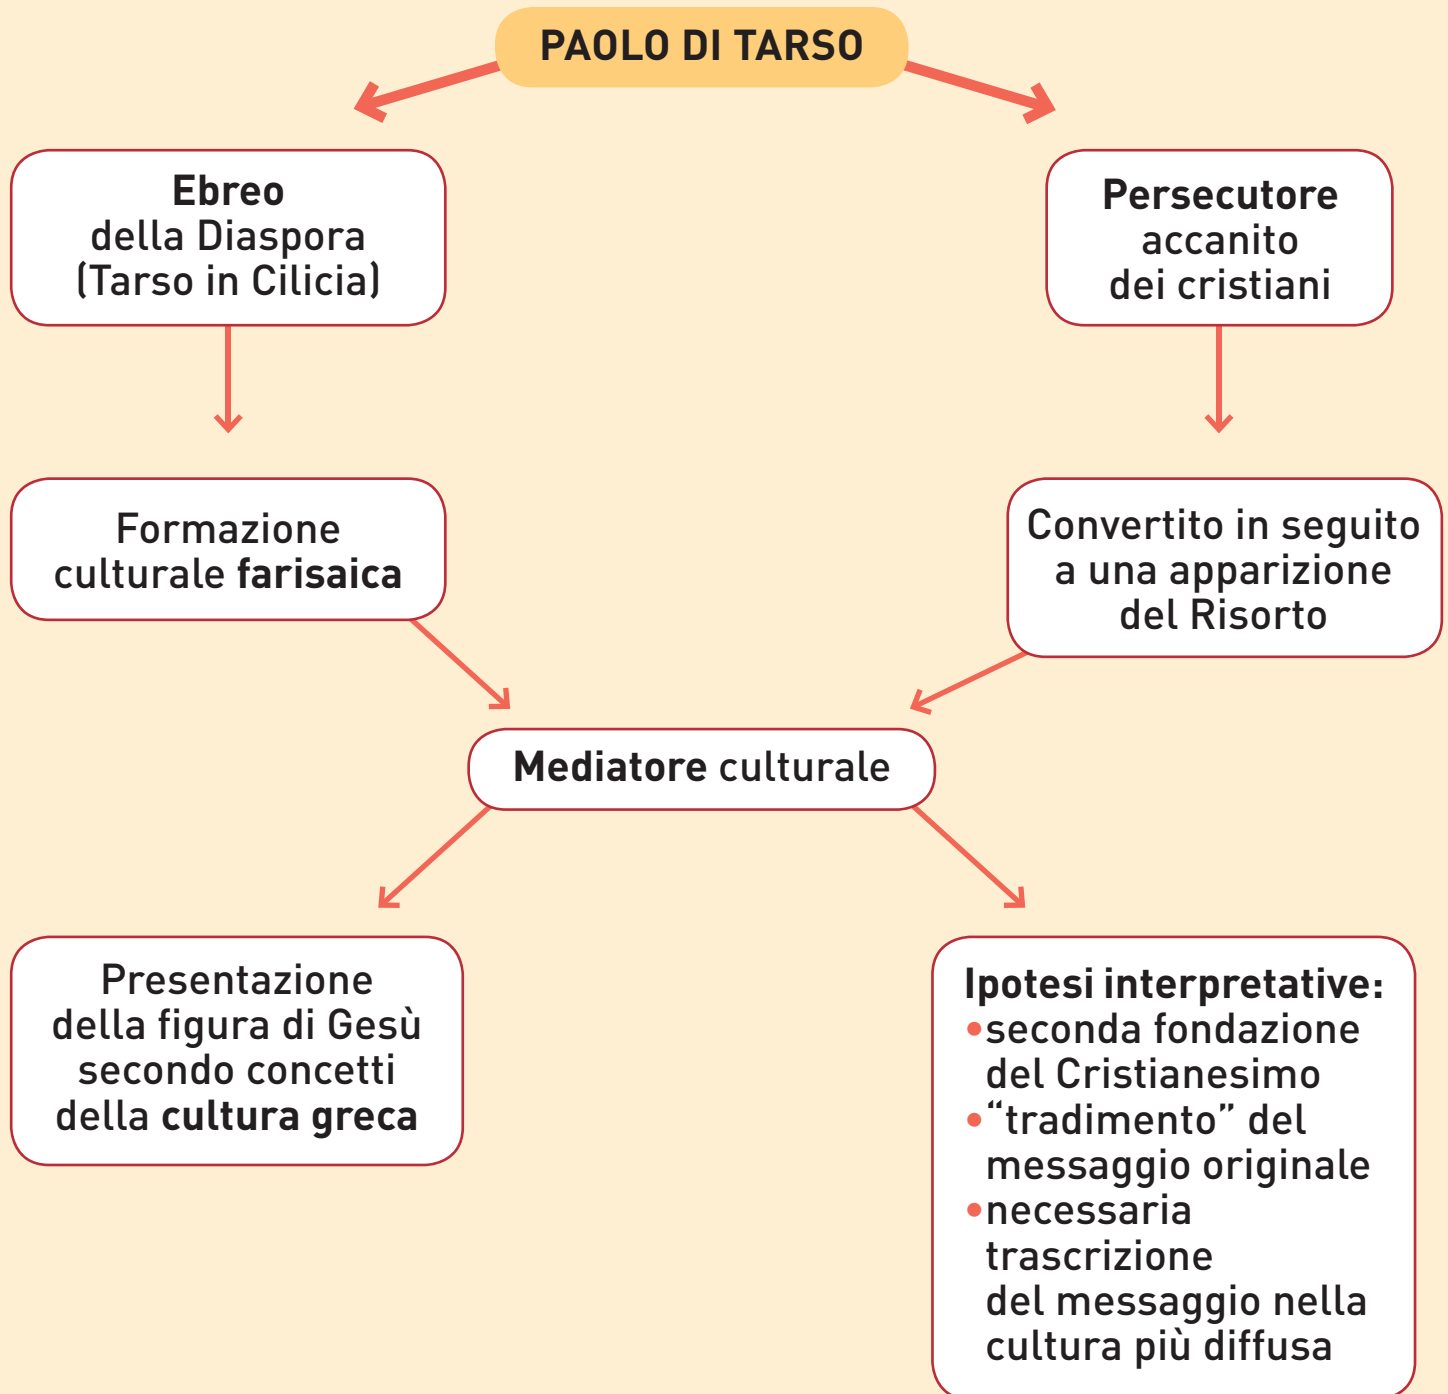 PAOLO DI TARSO
Ebreo
della Diaspora
(Tarso in Cilicia)
Persecutore
accanito
dei cristiani
Formazione
culturale farisaica
Convertito in seguito
a una apparizione
del Risorto
Mediatore culturale
Presentazione
della figura di Gesù
secondo concetti
della cultura greca
Ipotesi interpretative:
•seconda fondazione
del Cristianesimo
•“tradimento” del
messaggio originale
•necessaria
trascrizione
del messaggio nella
cultura più diffusa